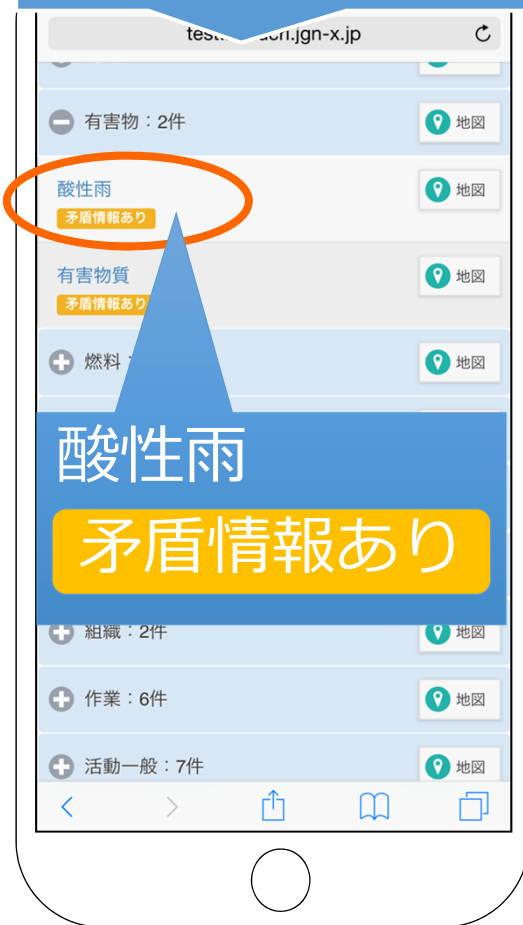 jgn-x.jp
有害物：2件
地図
酸性雨
地図
矛盾情報あり
有害物質
地図
矛盾情報あり
燃料：
地図
酸性雨
矛盾情報あり
組織：2件
地図
作業：6件
地図
活動一般：7件
地図